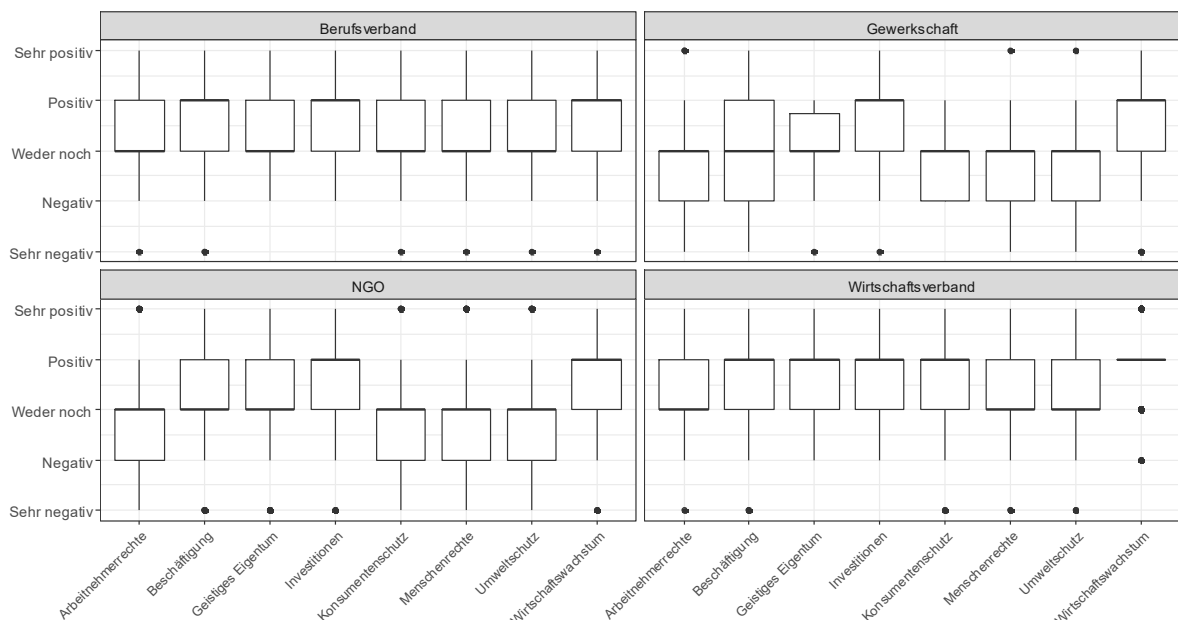 Berufsverband
Gewerkschaft
Sehr positiv
Positiv
Weder noch
Negativ
Sehr negativ
NGO
Wirtschaftsverband
Sehr positiv
Positiv
Weder noch
Negativ
Sehr negativ
Arbeitnehmerrechte
Beschäftigung
Geistiges Eigentum
Investitionen
Konsumentenschutz
Menschenrechte
Umweltschutz
Wirtschaftswachstum
Arbeitnehmerrechte
Beschäftigung
Geistiges Eigentum
Investitionen
Konsumentenschutz
Menschenrechte
Umweltschutz
Wirtschaftswachstum